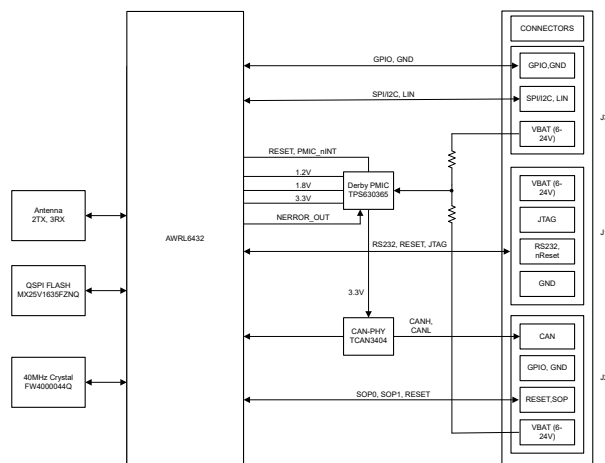 CONNECTORS
GPIO, GND
GPIO,GND
SPI/I2C, LIN
SPI/I2C, LIN
VBAT (6-
24V)
RESET, PMIC_nINT
1.2V
1.8V
3.3V
NERROR_OUT
Derby PMIC
TPS630365
VBAT (6-
24V)
JTAG
RS232,
nReset
GND
Antenna
2TX, 3RX
AWRL6432
RS232, RESET, JTAG
QSPI FLASH
MX25V1635FZNQ
3.3V
CAN-PHY
TCAN3404
CANH,
CANL
CAN
GPIO, GND
40MHz Crystal
FW4000044Q
SOP0, SOP1, RESET
RESET,SOP
VBAT (6-
24V)